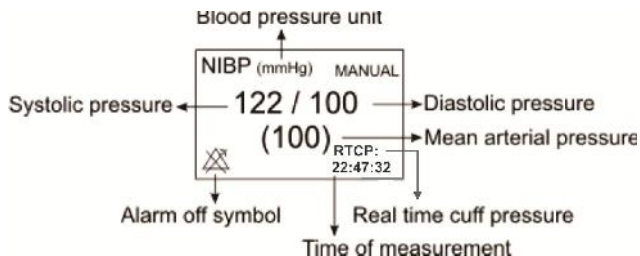 Blood pressure unit
NIBP (mmHg) MANUAL
Systolic pressure 122 / 100 Diastolic pressure
(100) Mean arterial pressure
RTCP:
22:47:32
Alarm off symbol Real time cuff pressure
Time of measurement